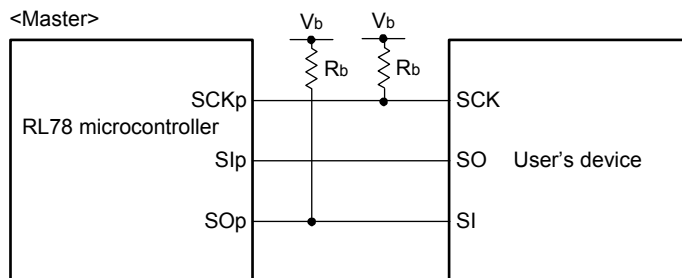 <Master>
Vb
Vb
Rb
Rb
SCKp
SCK
RL78 microcontroller
SIp
SO
User's device
SOp
SI